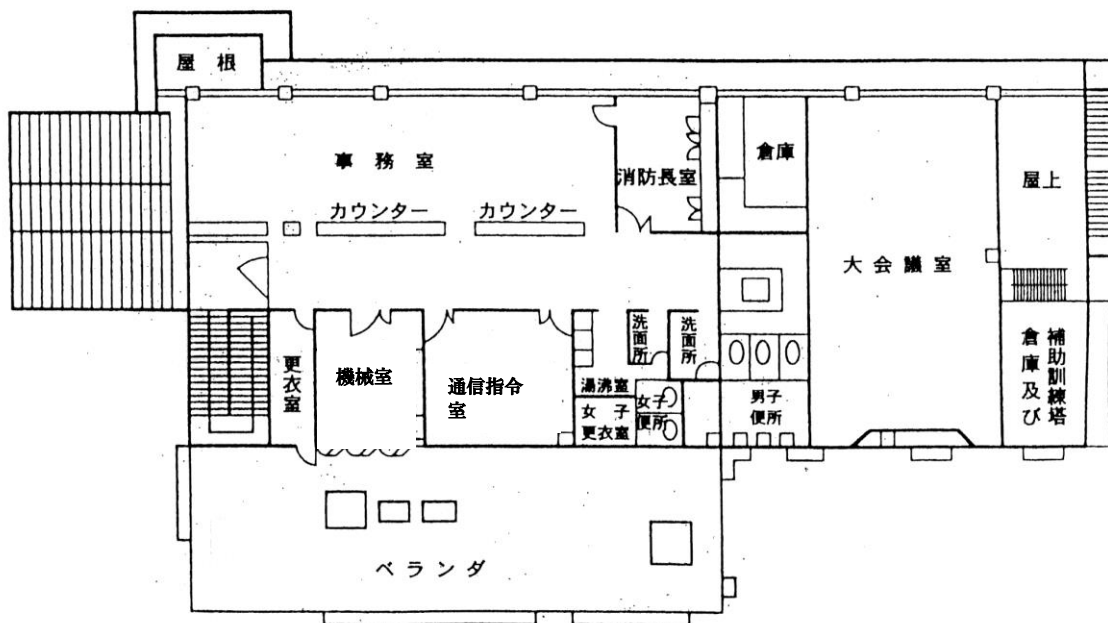 屋根
事務室
消防長室
倉庫
屋上
カウンター
カウンター
大会議室
洗面所
洗面所
更衣室
機械室
通信指令
室
湯沸室
女子
更衣室
女子
便所
男子
便所
補助訓練塔
倉庫及び
ベランダ